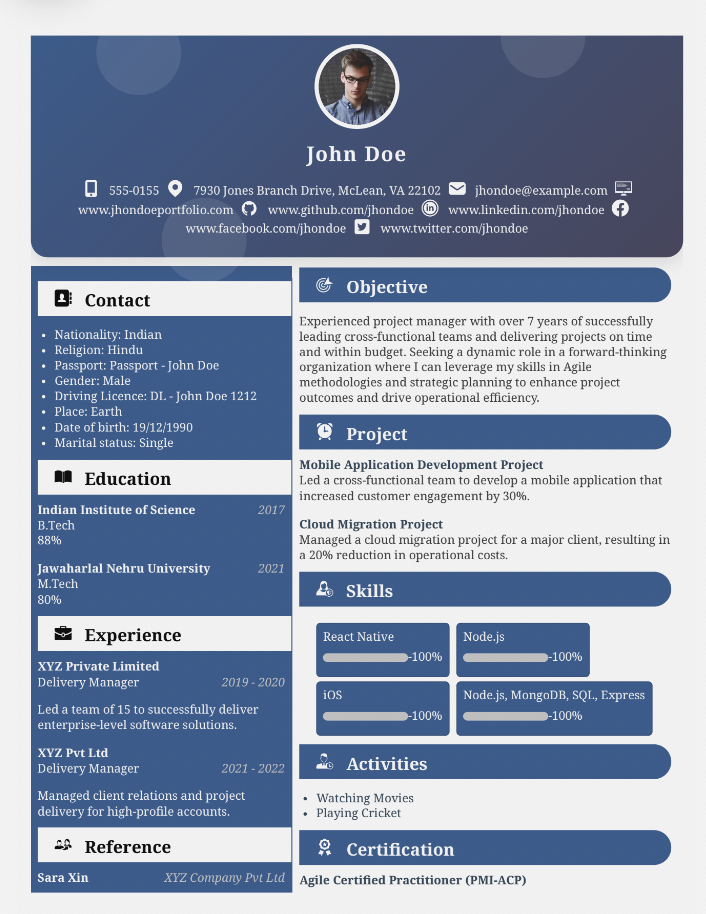 John Doe
555-0155 7930 Jones Branch Drive, McLean, VA 22102 jhondoe@example.com
www.jhondoeportfolio.com www.github.com/jhondoe www.linkedin.com/jhondoe
www.facebook.com/jhondoe www.twitter.com/jhondoe
Contact
• Nationality: Indian
• Religion: Hindu
• Passport: Passport - John Doe
• Gender: Male
• Driving Licence: DL - John Doe 1212
• Place: Earth
• Date of birth: 19/12/1990
• Marital status: Single
Education
Indian Institute of Science 2017
B.Tech
88%
Jawaharlal Nehru University 2021
M.Tech
80%
Experience
XYZ Private Limited
Delivery Manager 2019 - 2020
Led a team of 15 to successfully deliver
enterprise-level software solutions.
XYZ Pvt Ltd
Delivery Manager 2021 - 2022
Managed client relations and project
delivery for high-profile accounts.
Reference
Sara Xin XYZ Company Pvt Ltd
Objective
Experienced project manager with over 7 years of successfully
leading cross-functional teams and delivering projects on time
and within budget. Seeking a dynamic role in a forward-thinking
organization where I can leverage my skills in Agile
methodologies and strategic planning to enhance project
outcomes and drive operational efficiency.
Project
Mobile Application Development Project
Led a cross-functional team to develop a mobile application that
increased customer engagement by 30%.
Cloud Migration Project
Managed a cloud migration project for a major client, resulting in
a 20% reduction in operational costs.
Skills
React Native Node.js
-100% -100%
iOS Node.js, MongoDB, SQL, Express
-100% -100%
Activities
• Watching Movies
• Playing Cricket
Certification
Agile Certified Practitioner (PMI-ACP)